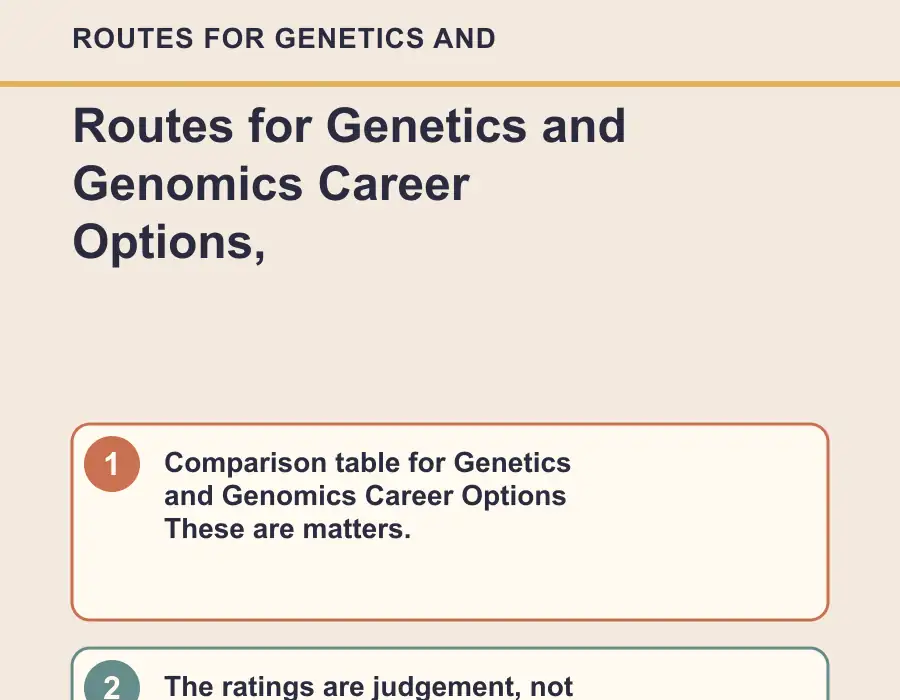 ROUTES FOR GENETICS AND
Routes for Genetics and
Genomics Career
Options,
1
Comparison table for Genetics
and Genomics Career Options
These are matters.
2
The ratings are judgement, not